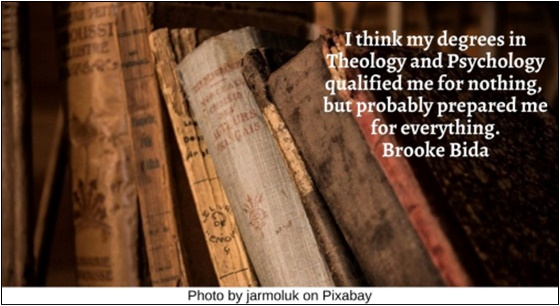 I think my degrees in
Theology and Psychology
qualified me for nothing,
but probably prepared me
for everything.
Brooke Bida
Photo by jarmoluk on Pixabay